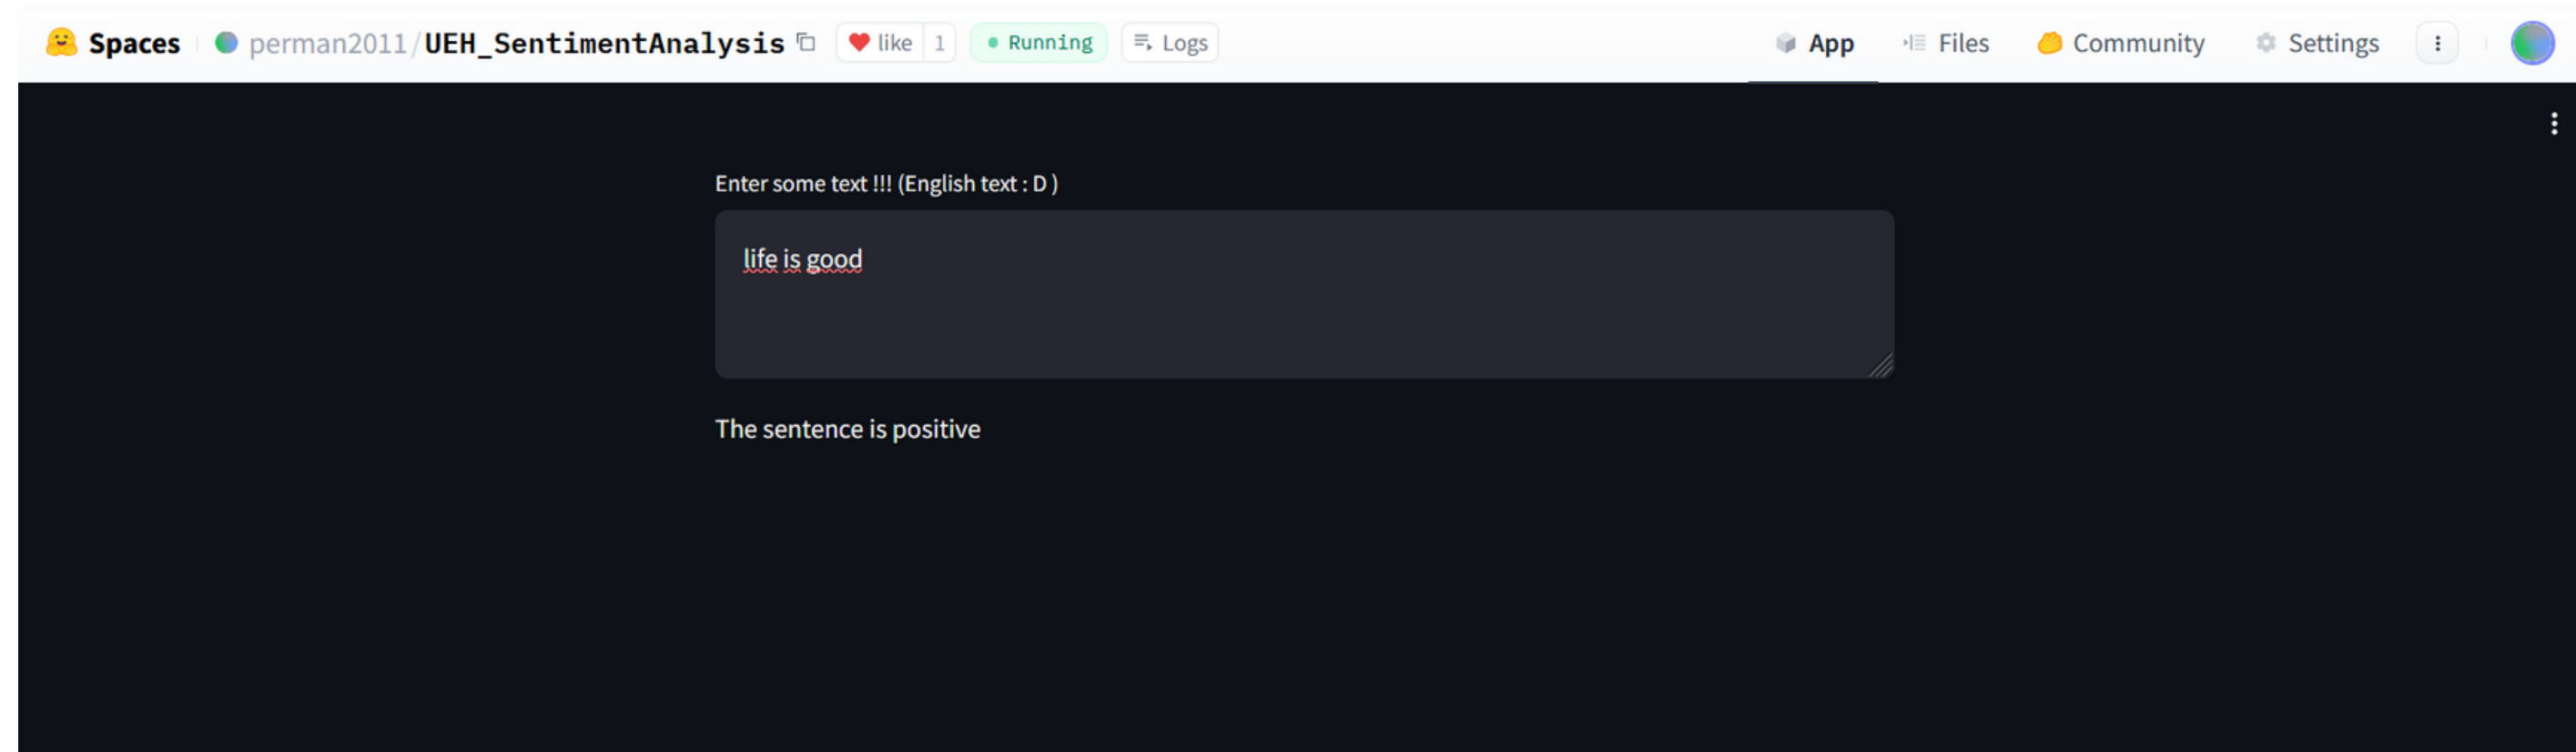 Spaces perman2011/UEH_SentimentAnalysis like 1 Running Logs App Files Community Settings
Enter some text !!! (English text : D )
life is good
The sentence is positive